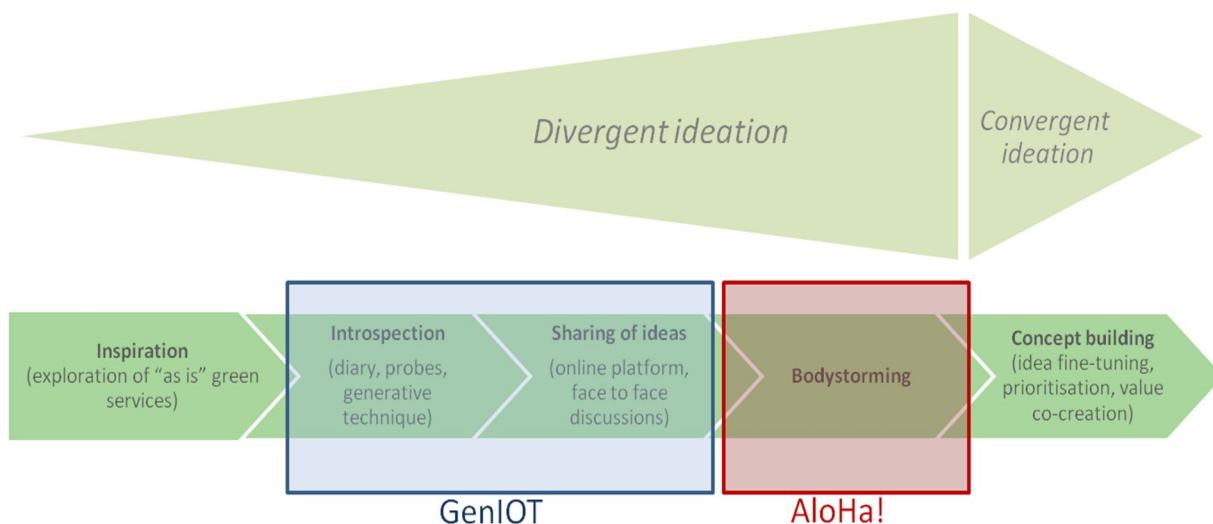 Divergent ideation
Convergent
ideation
Inspiration
(exploration of “as is” green
services)
Introspection
(diary, probes,
generative
technique)
Sharing of ideas
(online platform,
face to face
discussions)
Bodystorming
Concept building
(idea fine-tuning,
prioritisation, value
co-creation)
GenIOT
AloHa!